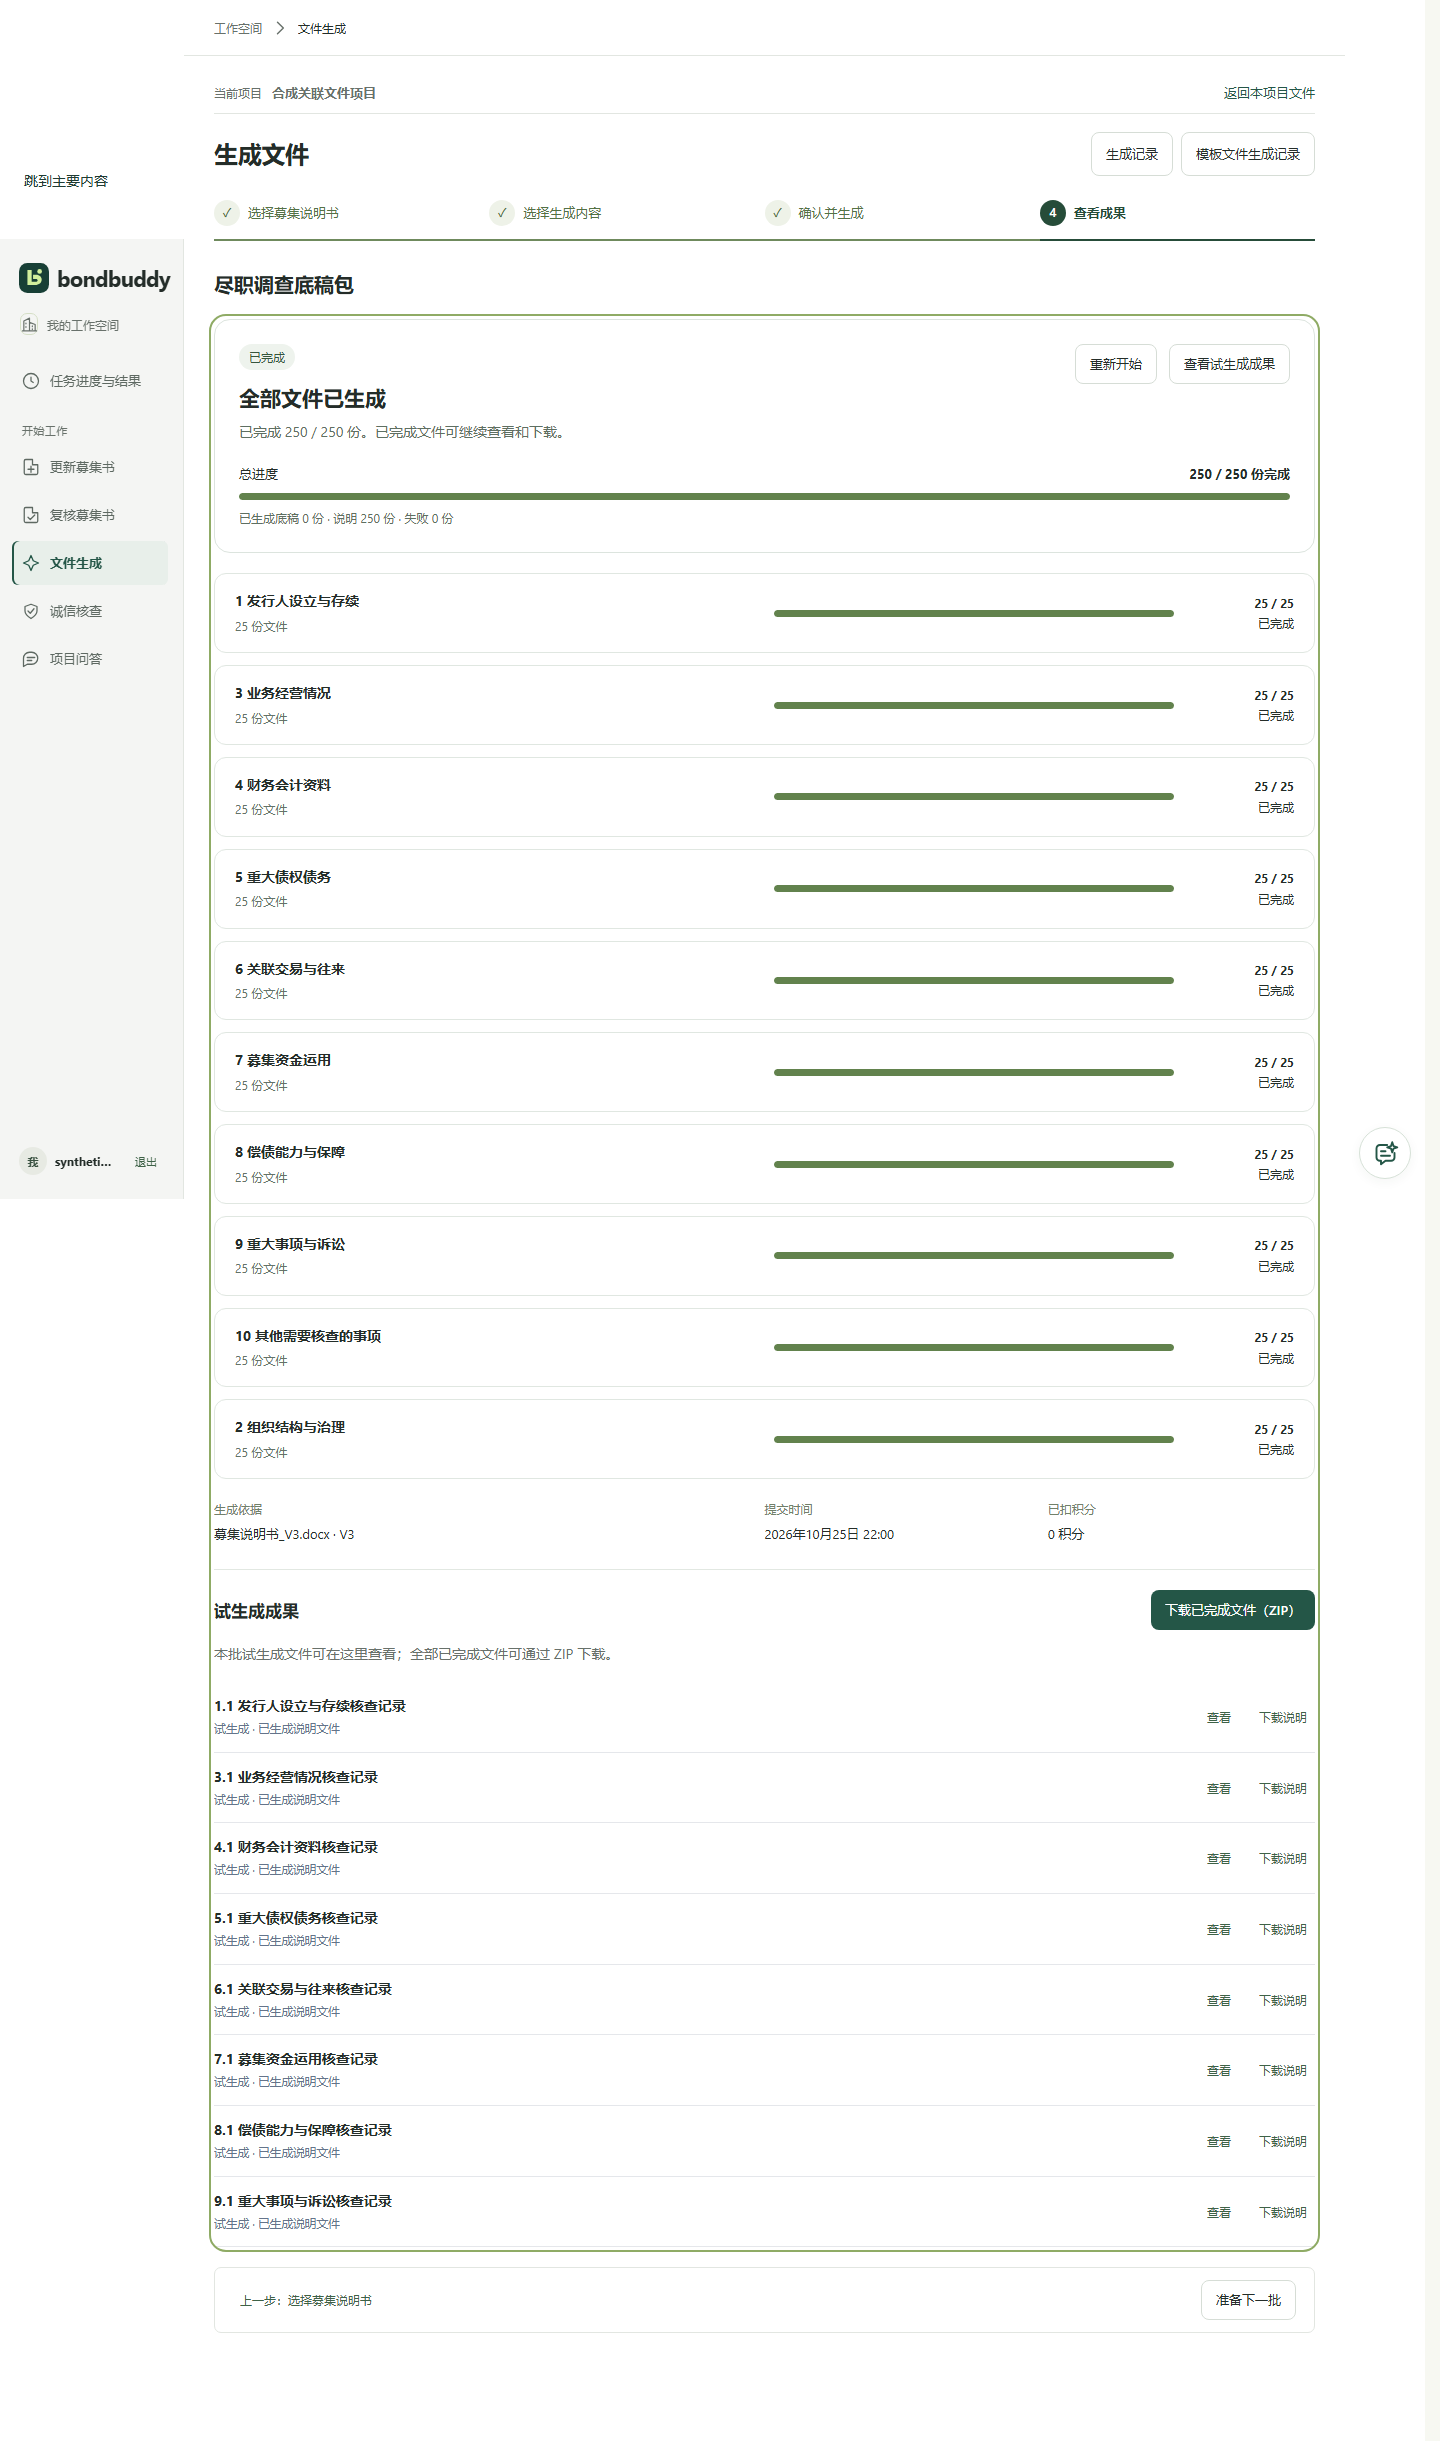 工作空间 > 文件生成
当前项目 合成关联文件项目
返回本项目文件
生成文件
生成记录
模板文件生成记录
跳到主要内容
✓ 选择募集说明书
✓ 选择生成内容
✓ 确认并生成
4 查看成果
bondbuddy
我的工作空间
任务进度与结果
开始工作
更新募集书
复核募集书
文件生成
诚信核查
项目问答
我 syntheti... 退出
尽职调查底稿包
已完成
重新开始
查看试生成成果
全部文件已生成
已完成 250 / 250 份。已完成文件可继续查看和下载。
总进度
250 / 250 份完成
已生成底稿 0 份 · 说明 250 份 · 失败 0 份
1 发行人设立与存续
25 份文件
25 / 25
已完成
3 业务经营情况
25 份文件
25 / 25
已完成
4 财务会计资料
25 份文件
25 / 25
已完成
5 重大债权债务
25 份文件
25 / 25
已完成
6 关联交易与往来
25 份文件
25 / 25
已完成
7 募集资金运用
25 份文件
25 / 25
已完成
8 偿债能力与保障
25 份文件
25 / 25
已完成
9 重大事项与诉讼
25 份文件
25 / 25
已完成
10 其他需要核查的事项
25 份文件
25 / 25
已完成
2 组织结构与治理
25 份文件
25 / 25
已完成
生成依据
募集说明书_V3.docx · V3
提交时间
2026年10月25日 22:00
已扣积分
0 积分
试生成成果
下载已完成文件（ZIP）
本批试生成文件可在这里查看；全部已完成文件可通过 ZIP 下载。
1.1 发行人设立与存续核查记录
试生成 · 已生成说明文件
查看 下载说明
3.1 业务经营情况核查记录
试生成 · 已生成说明文件
查看 下载说明
4.1 财务会计资料核查记录
试生成 · 已生成说明文件
查看 下载说明
5.1 重大债权债务核查记录
试生成 · 已生成说明文件
查看 下载说明
6.1 关联交易与往来核查记录
试生成 · 已生成说明文件
查看 下载说明
7.1 募集资金运用核查记录
试生成 · 已生成说明文件
查看 下载说明
8.1 偿债能力与保障核查记录
试生成 · 已生成说明文件
查看 下载说明
9.1 重大事项与诉讼核查记录
试生成 · 已生成说明文件
查看 下载说明
上一步：选择募集说明书
准备下一批